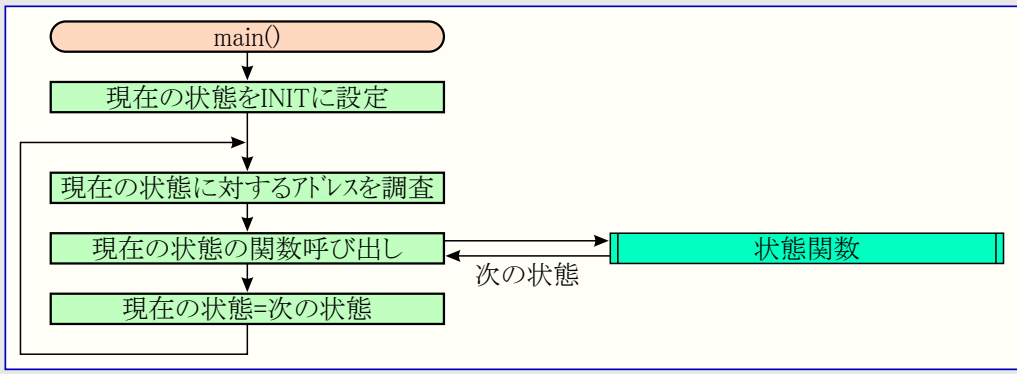 main()
現在の状態をINITに設定
現在の状態に対するｱﾄﾞﾚｽを調査
現在の状態の関数呼び出し
状態関数
次の状態
現在の状態=次の状態